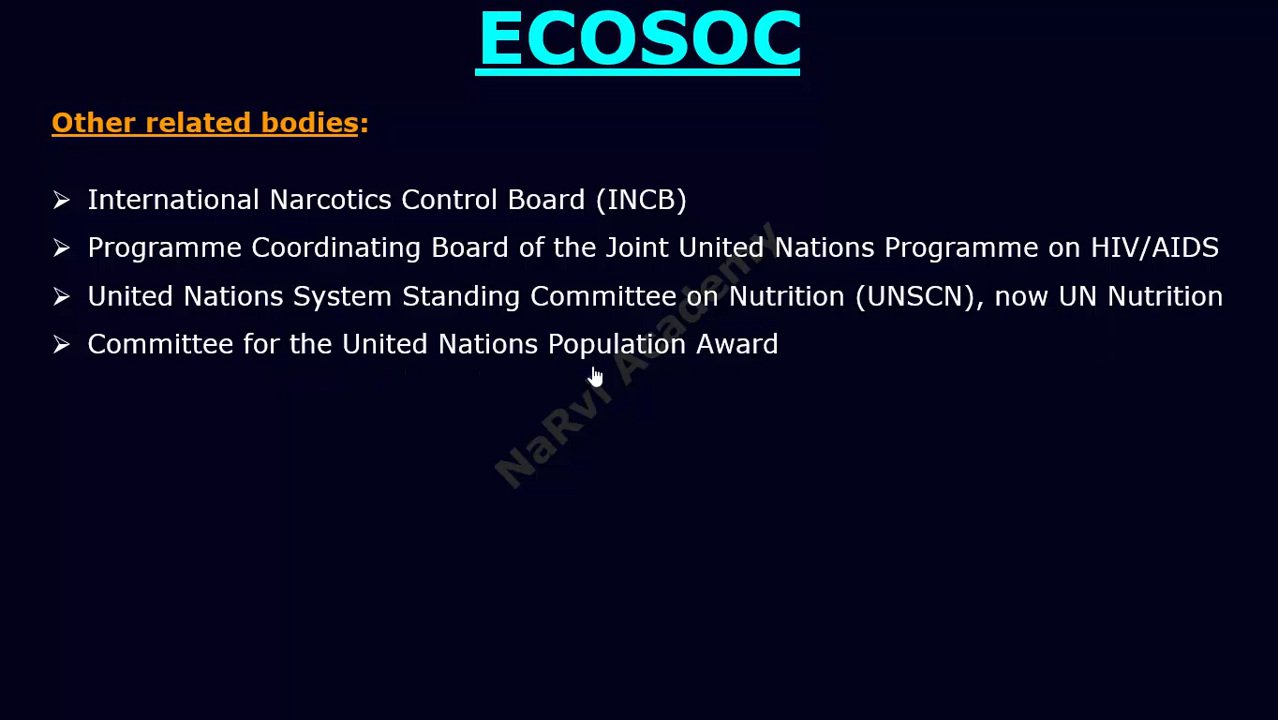 ECOSOC
Other related bodies:
➢ International Narcotics Control Board (INCB)
➢ Programme Coordinating Board of the Joint United Nations Programme on HIV/AIDS
➢ United Nations System Standing Committee on Nutrition (UNSCN), now UN Nutrition
➢ Committee for the United Nations Population Award
NaRvi Academy